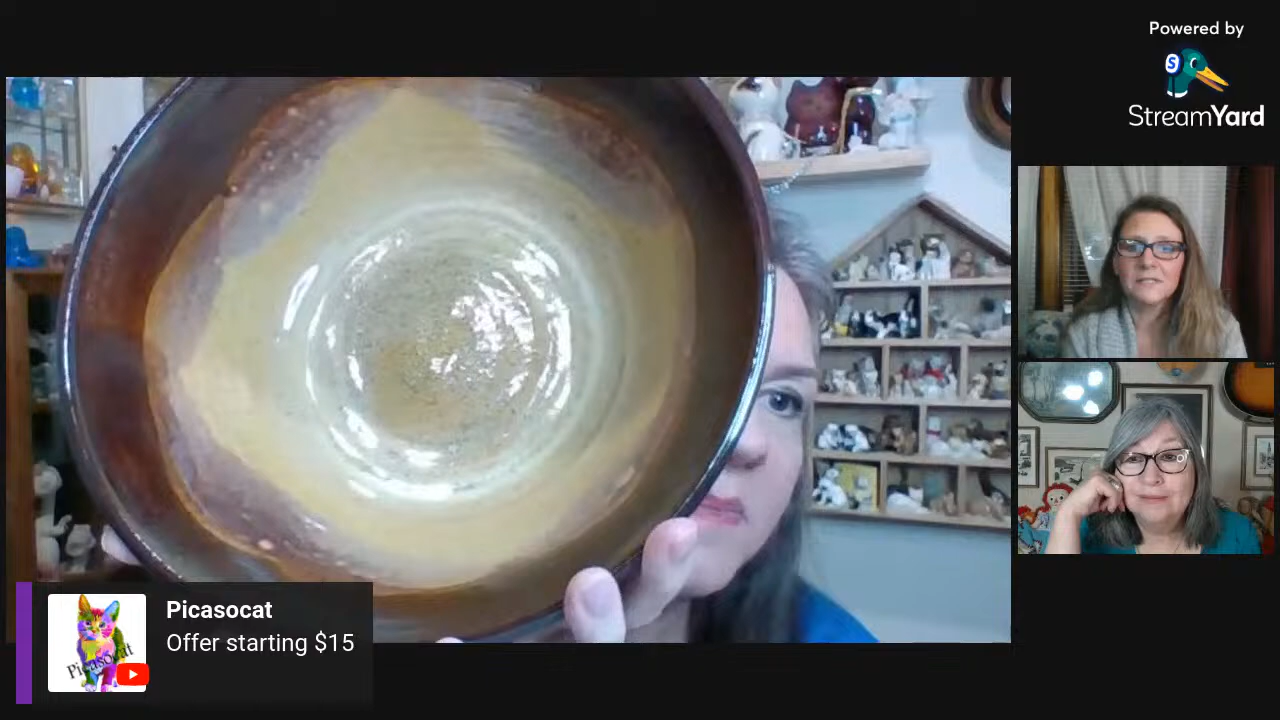 Powered by
S
StreamYard
Picasocat
Offer starting $15
Picasocat